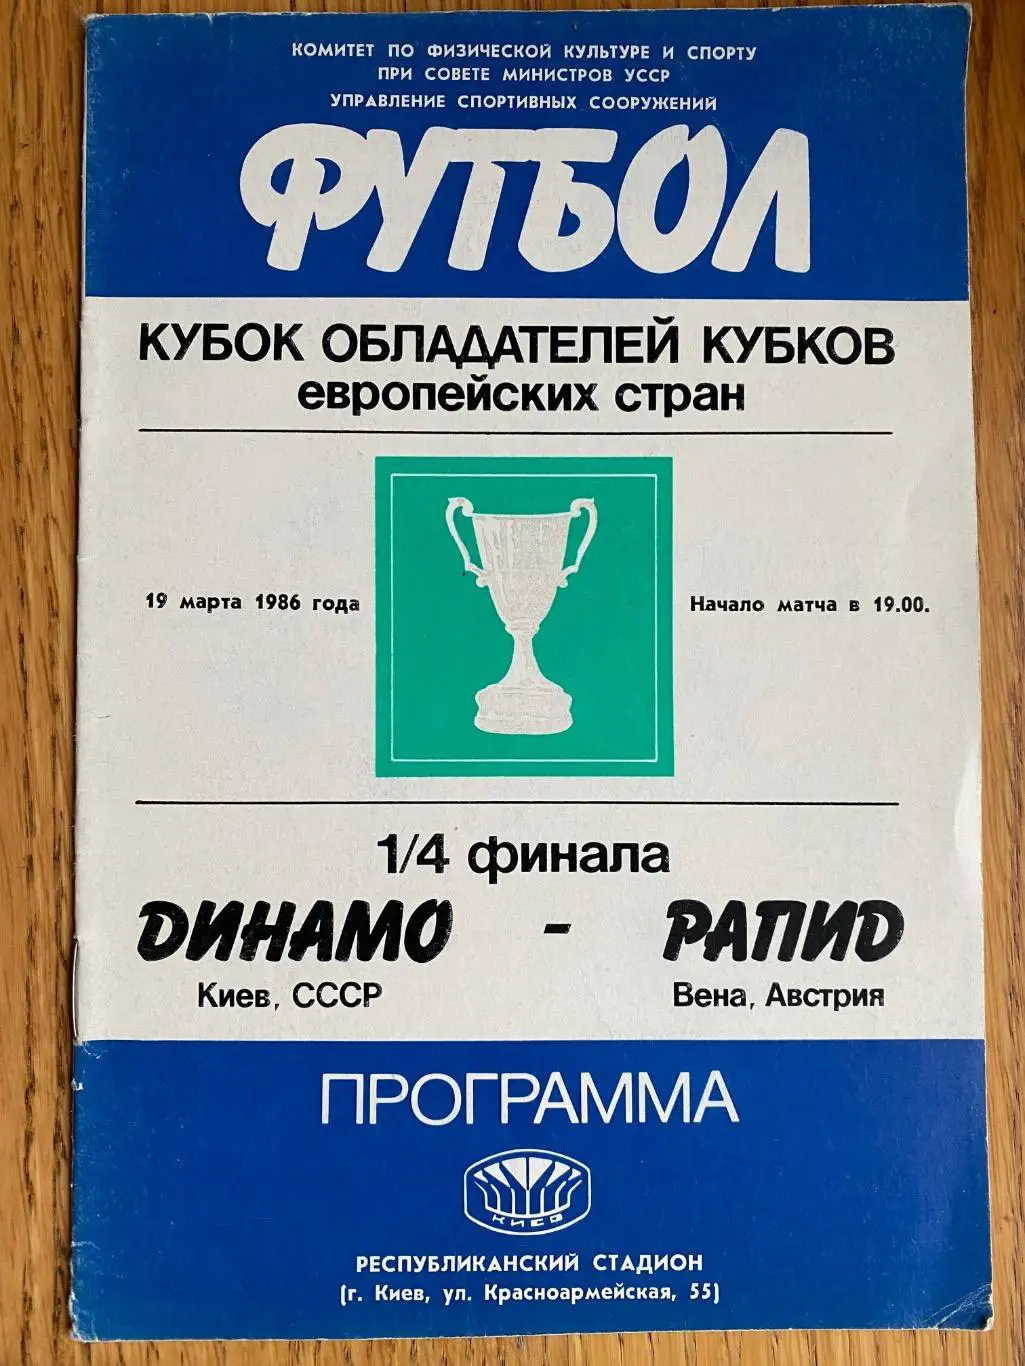 КОМИТЕТ ПО ФИЗИЧЕСКОЙ КУЛЬТУРЕ И СПОРТУ
ПРИ СОВЕТЕ МИНИСТРОВ УССР
УПРАВЛЕНИЕ СПОРТИВНЫХ СООРУЖЕНИЙ
ФУТБОЛ
КУБОК ОБЛАДАТЕЛЕЙ КУБКОВ
европейских стран
19 марта 1986 года
Начало матча в 19.00.
1/4 финала
ДИНАМО - РАПИД
Киев, СССР
Вена, Австрия
ПРОГРАММА
КИЕВ
РЕСПУБЛИКАНСКИЙ СТАДИОН
(г. Киев, ул. Красноармейская, 55)